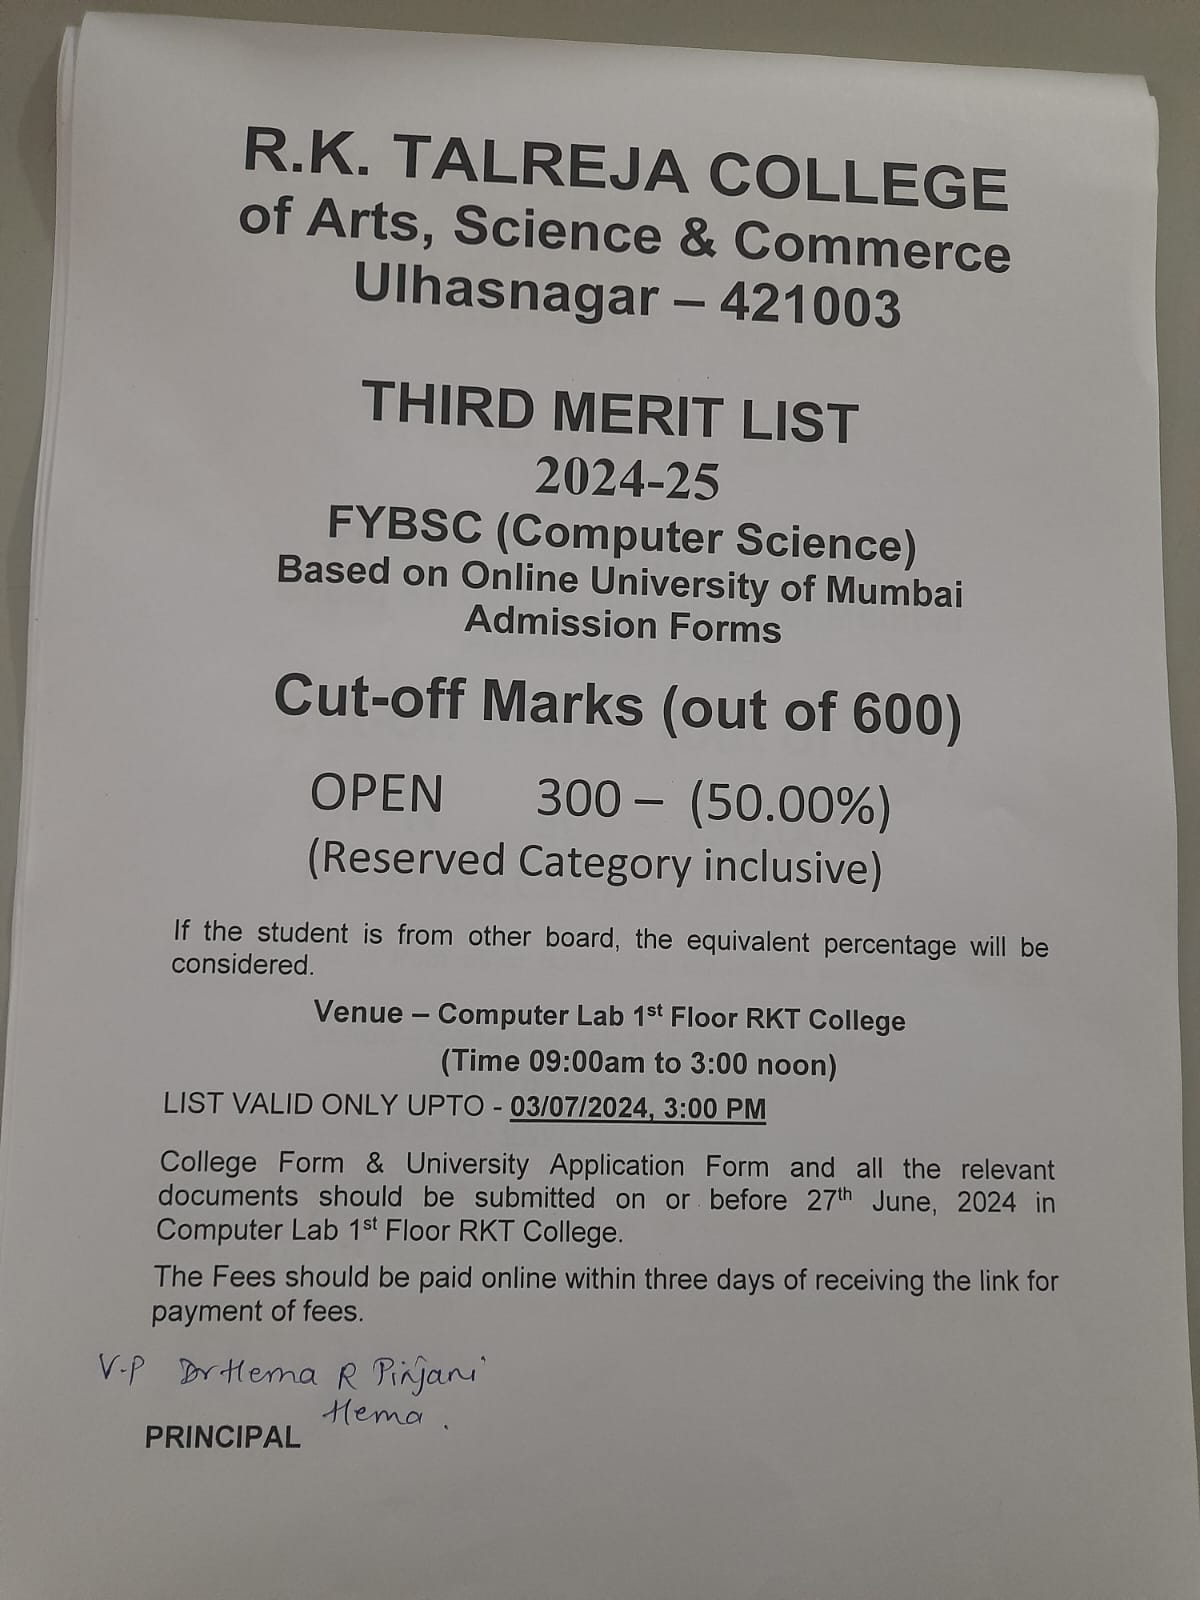 R.K. TALREJA COLLEGE
of Arts, Science & Commerce
Ulhasnagar – 421003
THIRD MERIT LIST
2024-25
FYBSC (Computer Science)
Based on Online University of Mumbai
Admission Forms
Cut-off Marks (out of 600)
OPEN 300 – (50.00%)
(Reserved Category inclusive)
If the student is from other board, the equivalent percentage will be
considered.
Venue – Computer Lab 1st Floor RKT College
(Time 09:00am to 3:00 noon)
LIST VALID ONLY UPTO - 03/07/2024, 3:00 PM
College Form & University Application Form and all the relevant
documents should be submitted on or before 27th June, 2024 in
Computer Lab 1st Floor RKT College.
The Fees should be paid online within three days of receiving the link for
payment of fees.
V-P Dr Hema R Pinjani
Hema.
PRINCIPAL